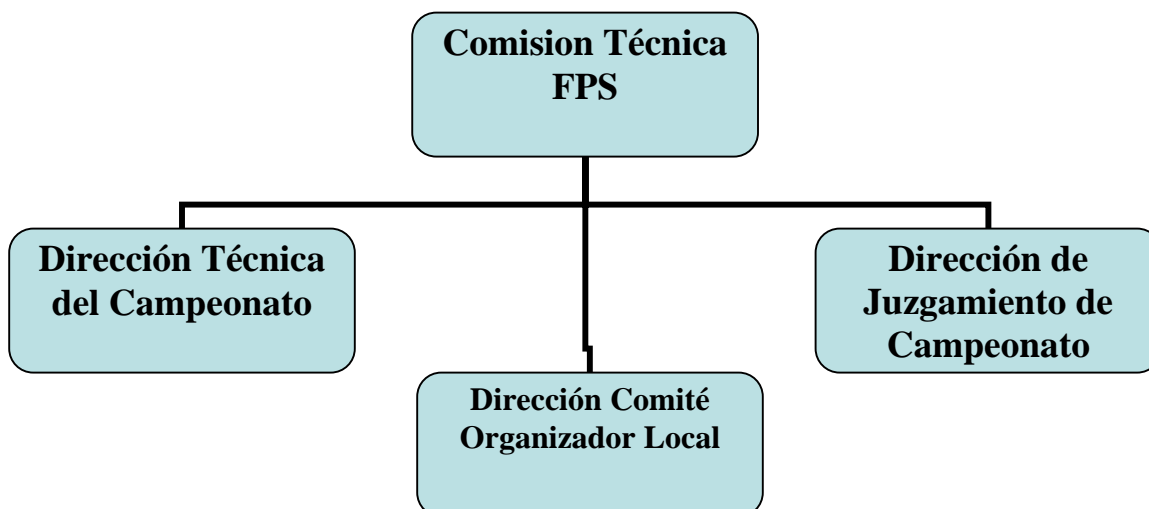 Comision Técnica
FPS
Dirección Técnica
del Campeonato
Dirección de
Juzgamiento de
Campeonato
Dirección Comité
Organizador Local